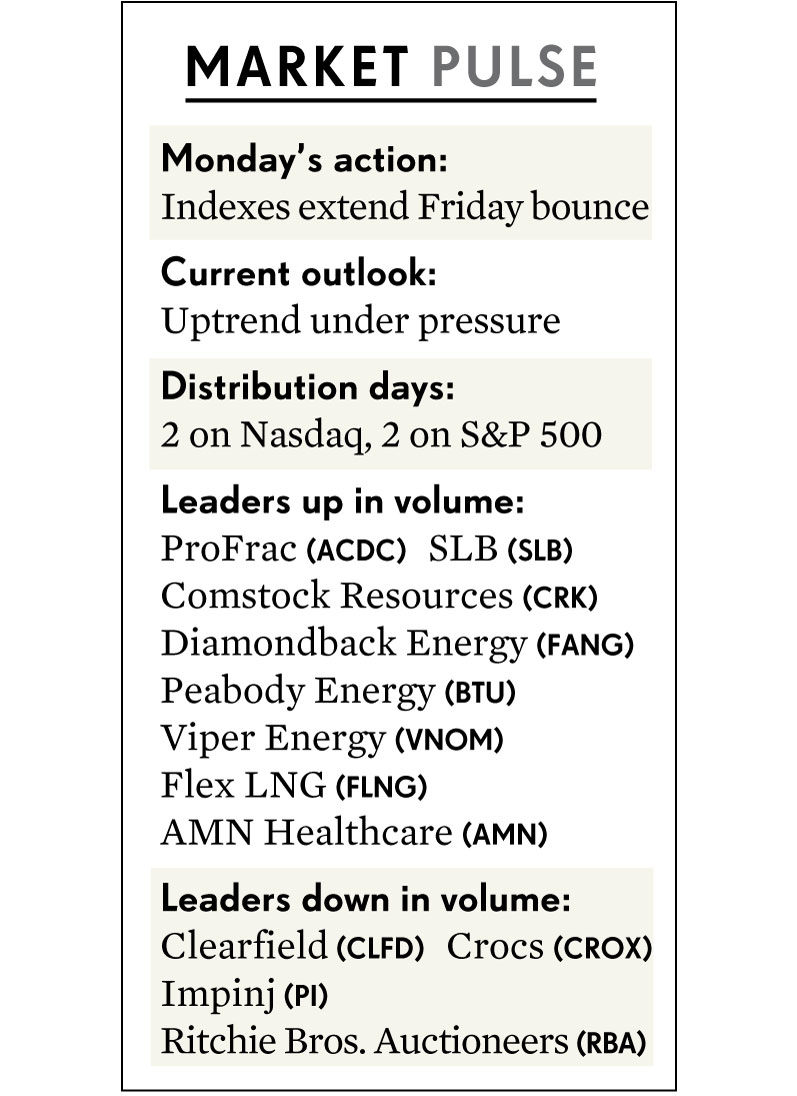 MARKET PULSE
Monday’s action:
Indexes extend Friday bounce
Current outlook:
Uptrend under pressure
Distribution days:
2 on Nasdaq, 2 on S&P 500
Leaders up in volume:
ProFrac (ACDC) SLB (SLB)
Comstock Resources (CRK)
Diamondback Energy (FANG)
Peabody Energy (BTU)
Viper Energy (VNOM)
Flex LNG (FLNG)
AMN Healthcare (AMN)
Leaders down in volume:
Clearfield (CLFD) Crocs (CROX)
Impinj (PI)
Ritchie Bros. Auctioneers (RBA)